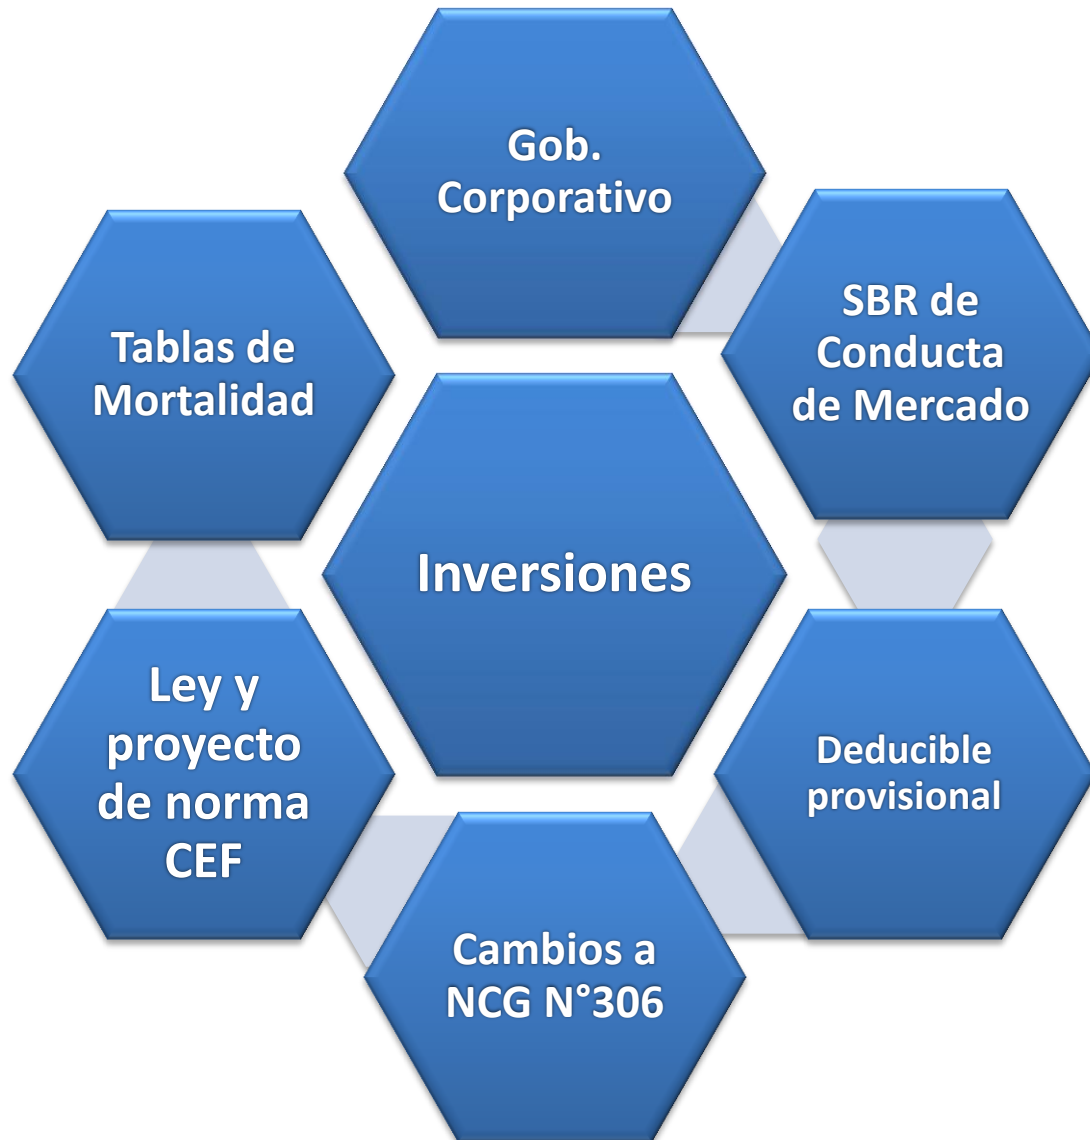 Gob.
Corporativo
SBR de
Conducta
de Mercado
Deducible
provisional
Cambios a
NCG N°306
Ley y
proyecto
de norma
CEF
Tablas de
Mortalidad
Inversiones